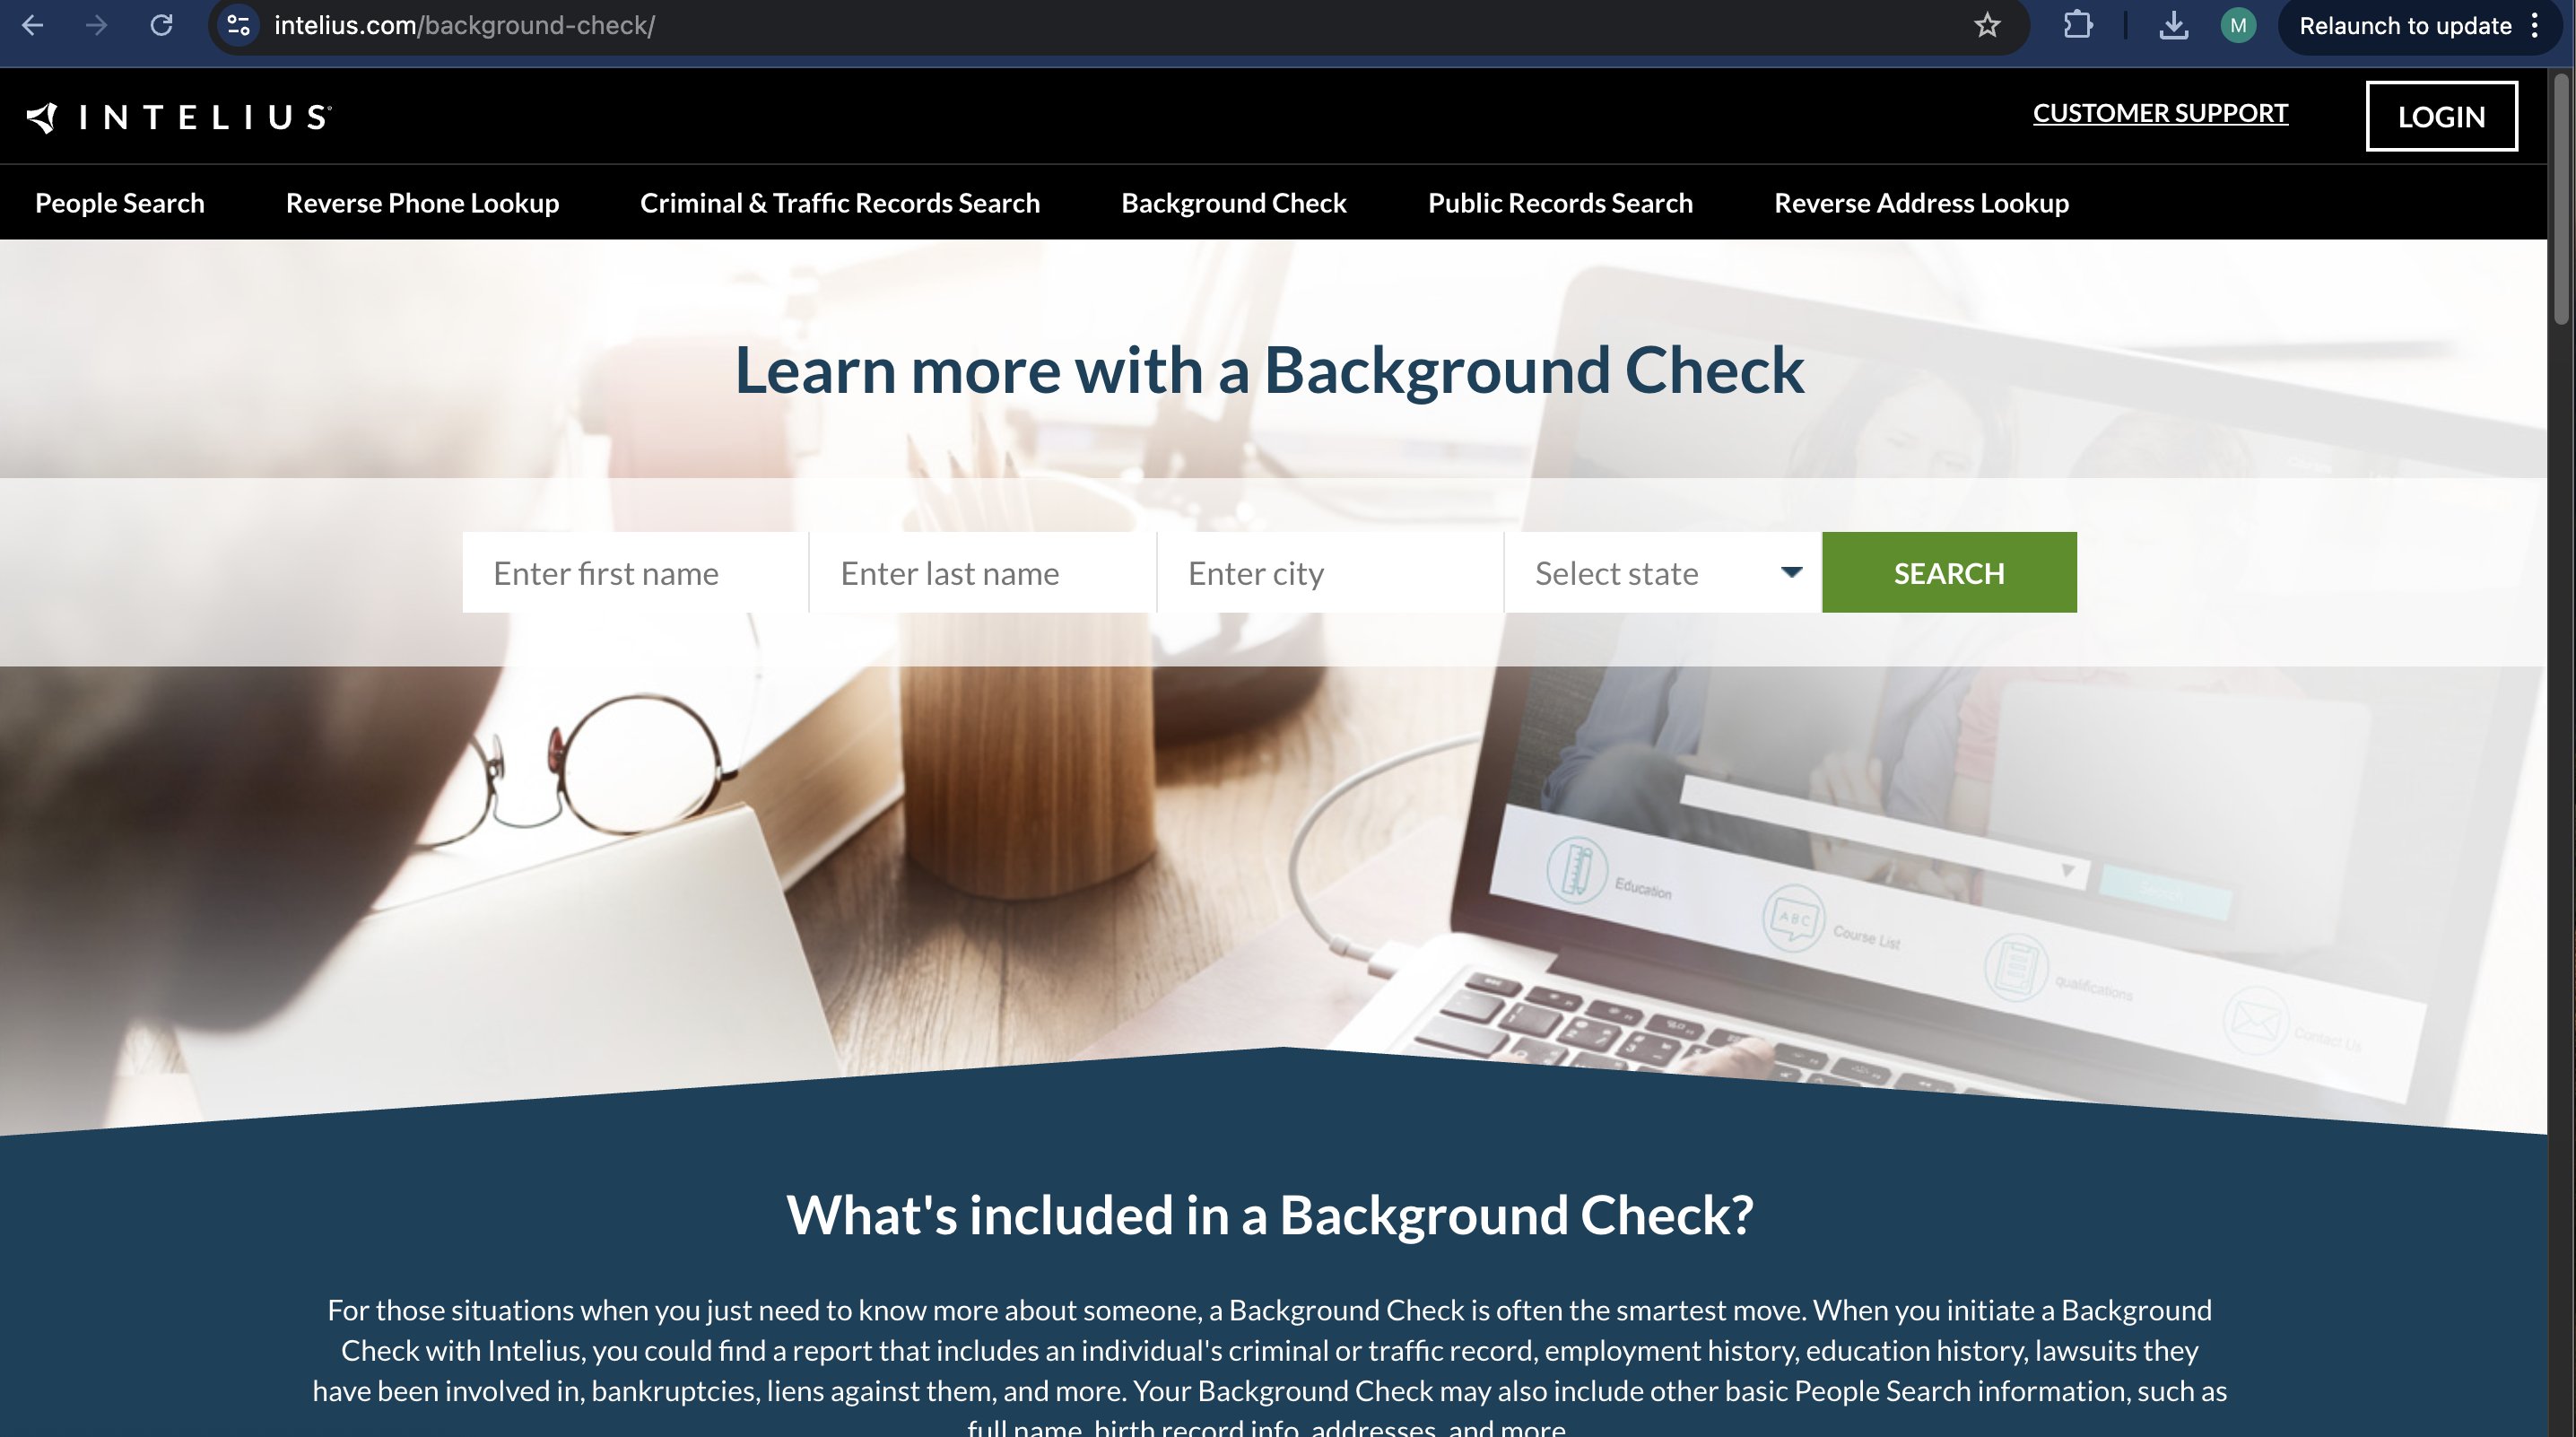 intelius.com/background-check/
M
Relaunch to update
INTELIUS
CUSTOMER SUPPORT
LOGIN
People Search
Reverse Phone Lookup
Criminal & Traffic Records Search
Background Check
Public Records Search
Reverse Address Lookup
Learn more with a Background Check
Enter first name
Enter last name
Enter city
Select state
SEARCH
Education
ABC
Course List
qualifications
Contact Us
What's included in a Background Check?
For those situations when you just need to know more about someone, a Background Check is often the smartest move. When you initiate a Background
Check with Intelius, you could find a report that includes an individual's criminal or traffic record, employment history, education history, lawsuits they
have been involved in, bankruptcies, liens against them, and more. Your Background Check may also include other basic People Search information, such as
full name, birth record info, addresses, and more.